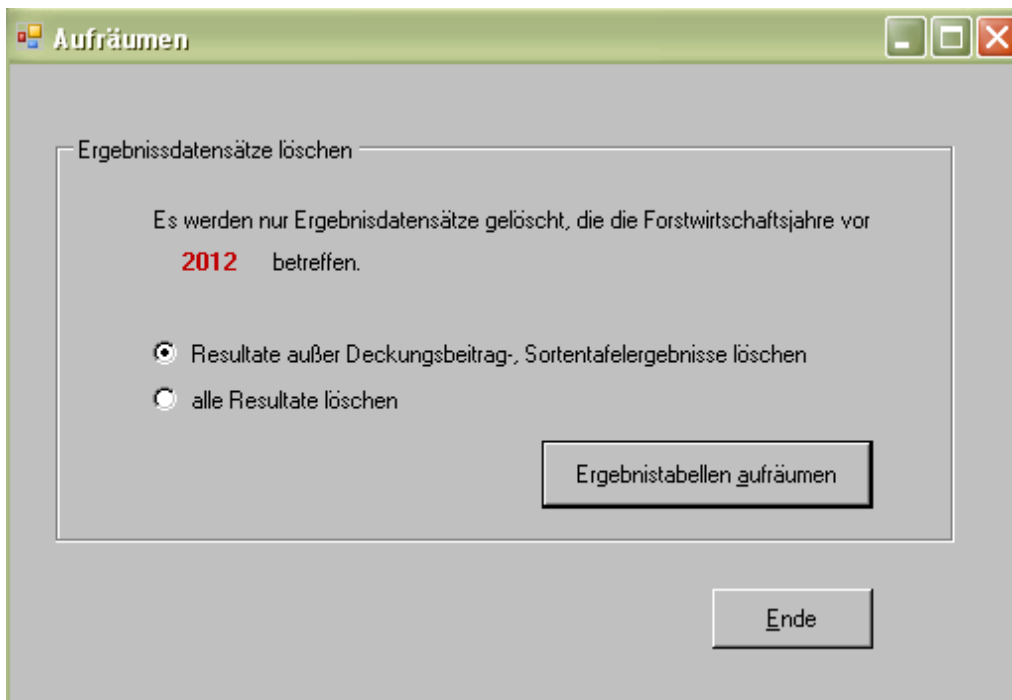 Aufräumen
Ergebnissdatensätze löschen
Es werden nur Ergebnisdatensätze gelöscht, die die Forstwirtschaftsjahre vor
2012 betreffen.
Resultate außer Deckungsbeitrag-, Sortentafelergebnisse löschen
alle Resultate löschen
Ergebnistabellen aufräumen
Ende